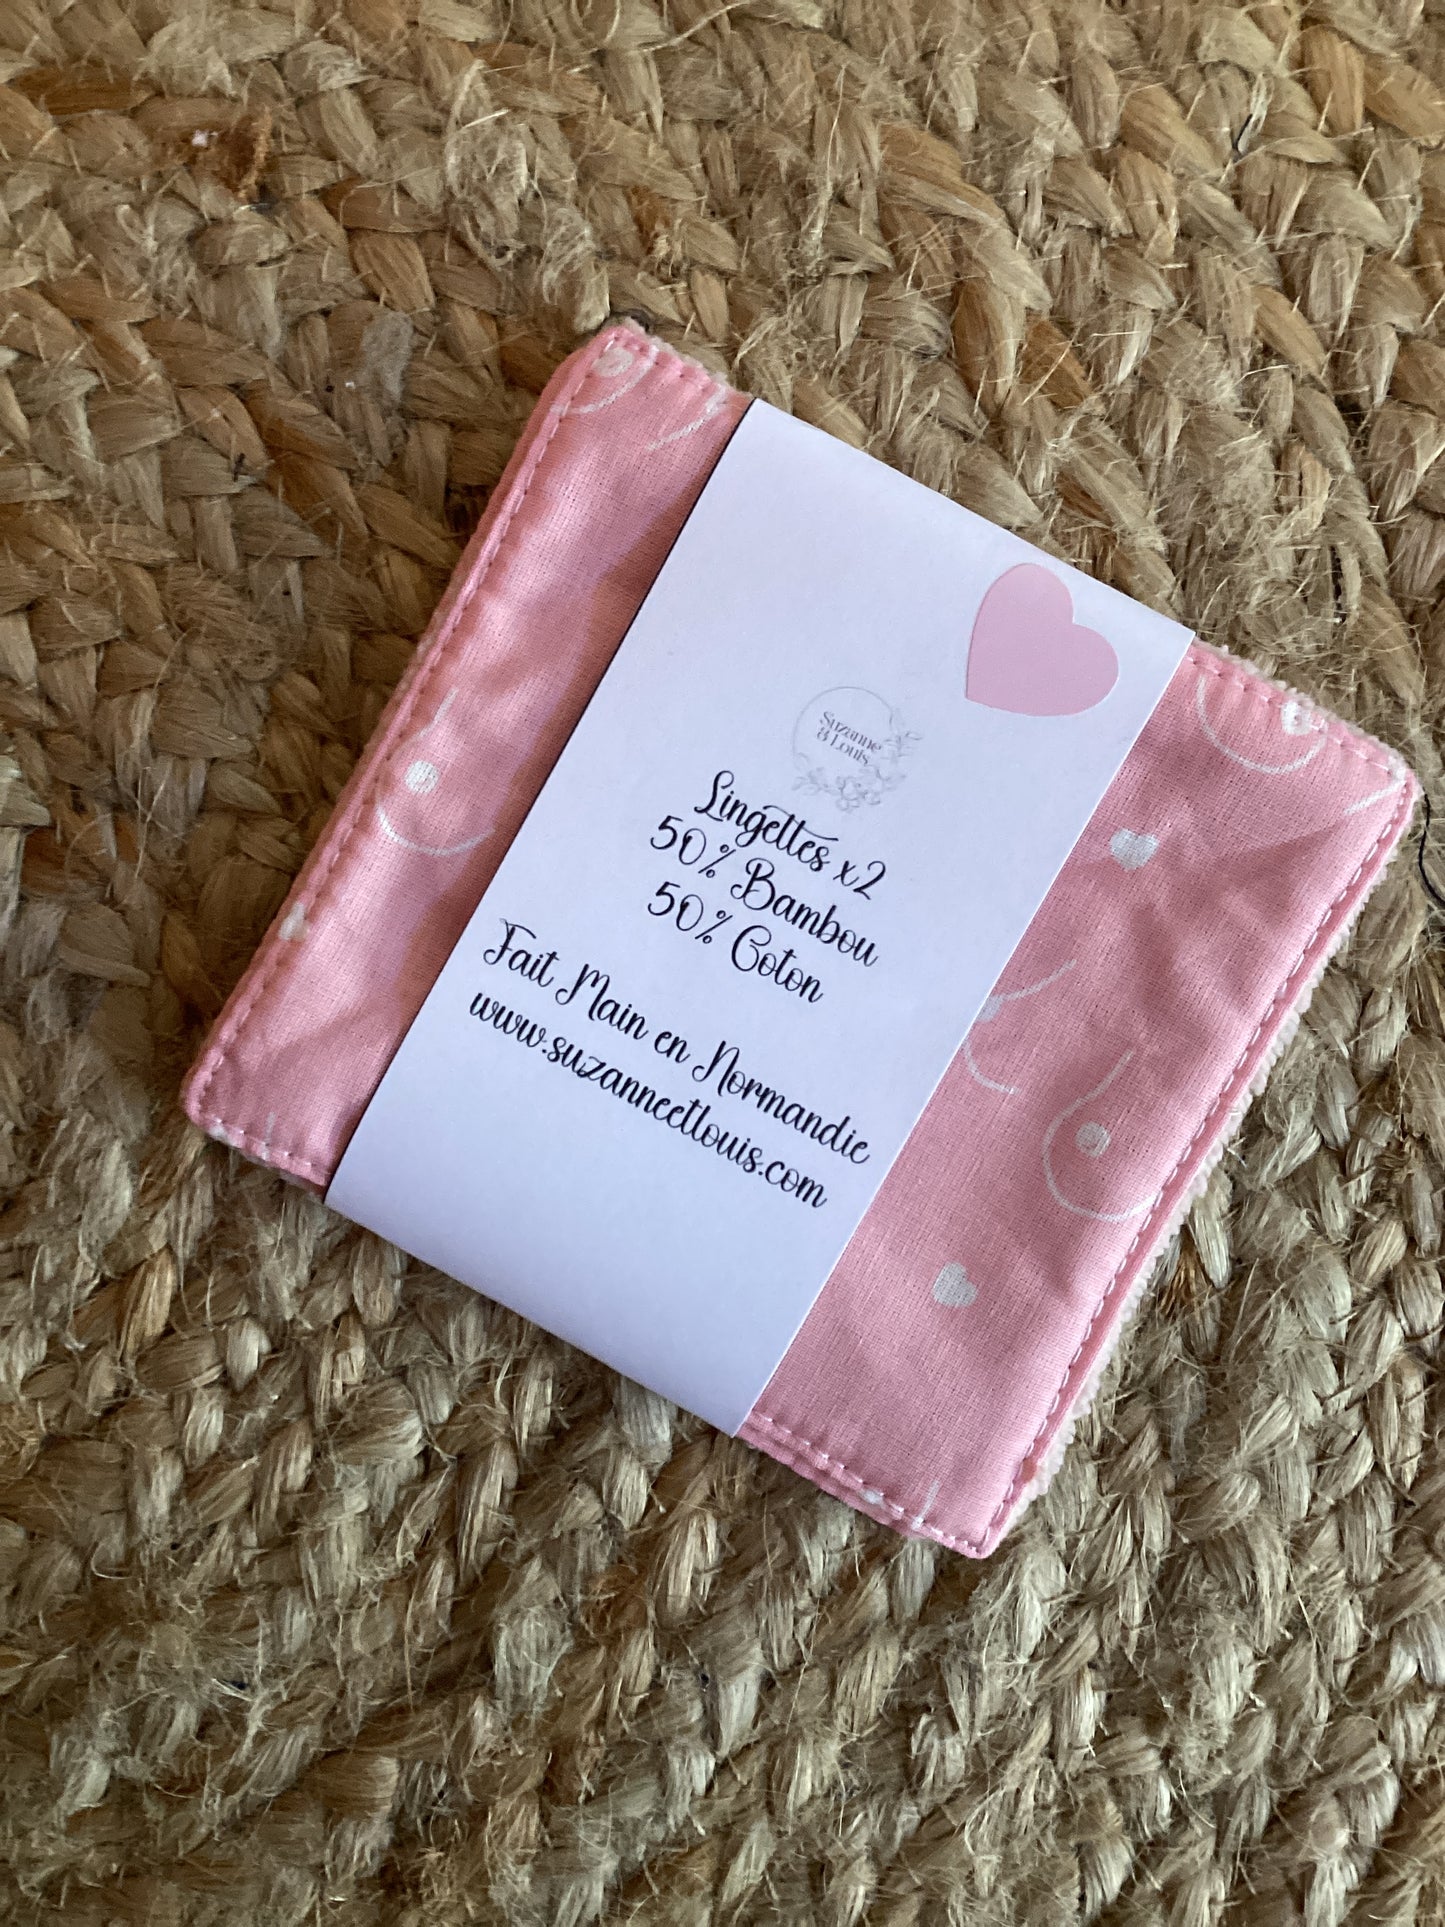 Suzanne
& Louis
Lingettes x2
50% Bambou
50% Coton
Fait Main en Normandie
www.suzanneetlouis.com